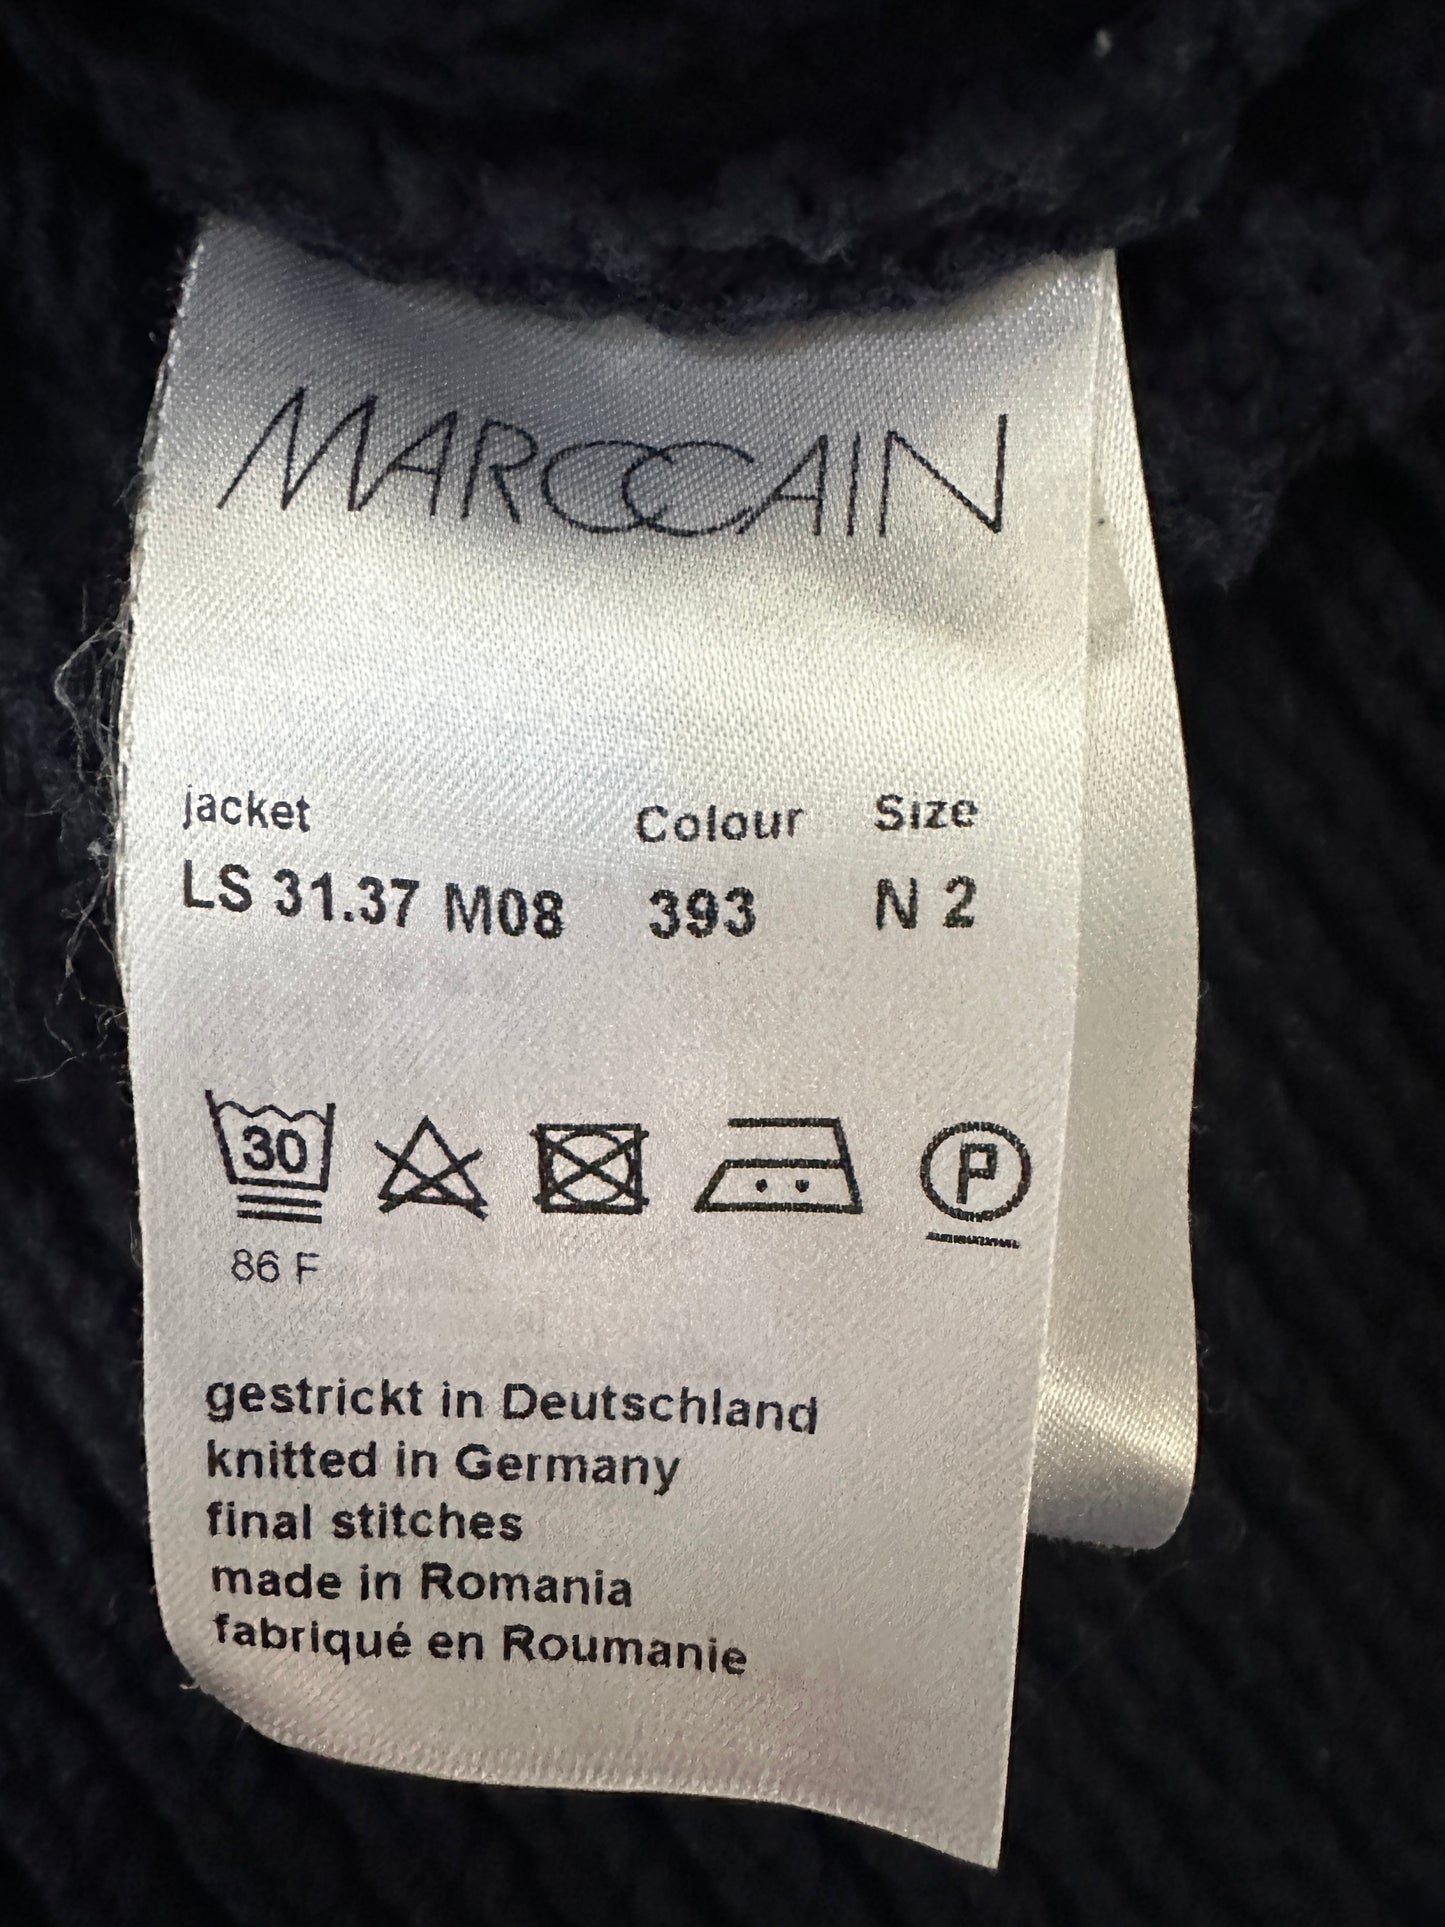 MARCCAIN
jacket Colour Size
LS 31.37 M08 393 N 2
30 P
86 F
gestrickt in Deutschland
knitted in Germany
final stitches
made in Romania
fabriqué en Roumanie